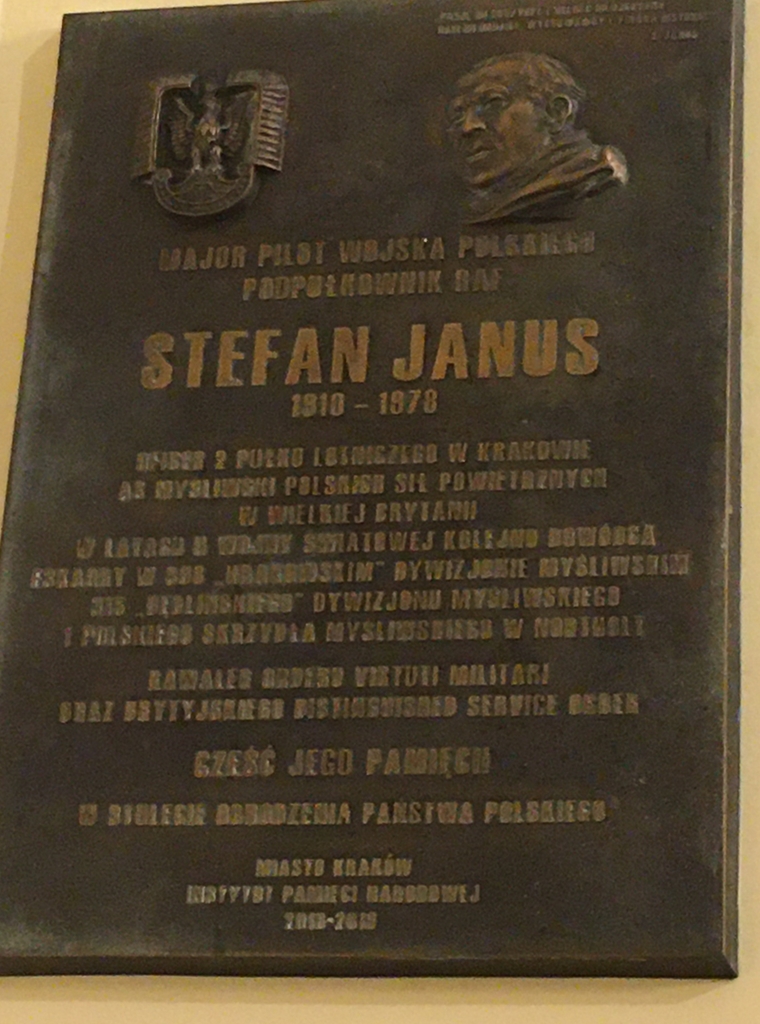 MAJOR PILOT WOJSKA POLSKIEGO
PODPUŁKOWNIK RAF
STEFAN JANUS
1910 - 1978
OFICER 2 PUŁKU LOTNICZEGO W KRAKOWIE
AS MYŚLIWSKI POLSKICH SIŁ POWIETRZNYCH
W WIELKIEJ BRYTANII
W LATACH II WOJNY ŚWIATOWEJ KOLEJNO DOWÓDCA
ESKADRY W 308 „KRAKOWSKIM" DYWIZJONIE MYŚLIWSKIM
315 „DĘBLIŃSKIEGO" DYWIZJONU MYŚLIWSKIEGO
1 POLSKIEGO SKRZYDŁA MYŚLIWSKIEGO W NORTHOLT
KAWALER ORDERU VIRTUTI MILITARI
ORAZ BRYTYJSKIEGO DISTINGUISHED SERVICE ORDER
CZEŚĆ JEGO PAMIĘCI!
W STULECIE ODRODZENIA PAŃSTWA POLSKIEGO
MIASTO KRAKÓW
INSTYTUT PAMIĘCI NARODOWEJ
2018-2019